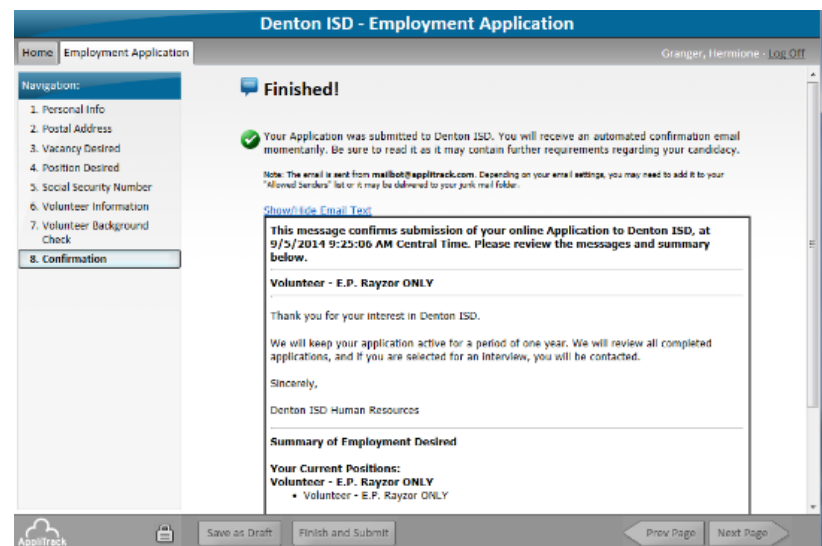 Denton ISD - Employment Application
Home Employment Application
Granger, Hermione - Log Off
Navigation:
1. Personal Info
2. Postal Address
3. Vacancy Desired
4. Position Desired
5. Social Security Number
6. Volunteer Information
7. Volunteer Background
Check
8. Confirmation
Finished!
Your Application was submitted to Denton ISD. You will receive an automated confirmation email
momentarily. Be sure to read it as it may contain further requirements regarding your candidacy.
Note: The email is sent from mailbot@applitrack.com. Depending on your email settings, you may need to add it to your
"Allowed Senders" list or it may be delivered to your junk mail folder.
Show/Hide Email Text
This message confirms submission of your online Application to Denton ISD, at
9/5/2014 9:25:06 AM Central Time. Please review the messages and summary
below.
Volunteer - E.P. Rayzor ONLY
Thank you for your interest in Denton ISD.
We will keep your application active for a period of one year. We will review all completed
applications, and if you are selected for an interview, you will be contacted.
Sincerely,
Denton ISD Human Resources
Summary of Employment Desired
Your Current Positions:
Volunteer - E.P. Rayzor ONLY
• Volunteer - E.P. Rayzor ONLY
AppliTrack
Save as Draft Finish and Submit
Prev Page Next Page